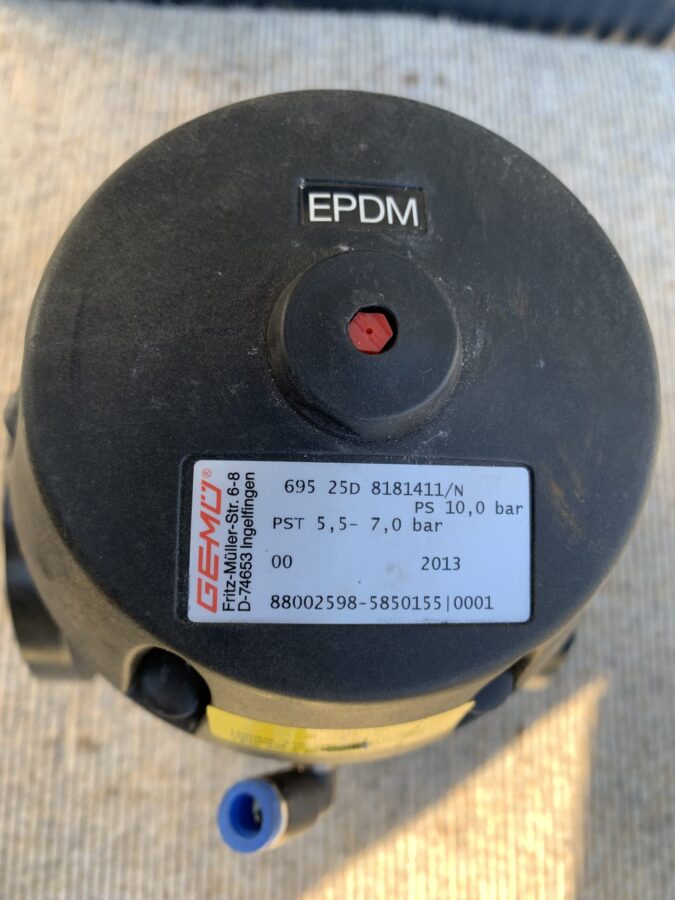 EPDM
GEMÜ®
Fritz-Müller-Str. 6-8
D-74653 Ingelfingen
695 25D 8181411/N
PS 10,0 bar
PST 5,5- 7,0 bar
00 2013
88002598-5850155|0001